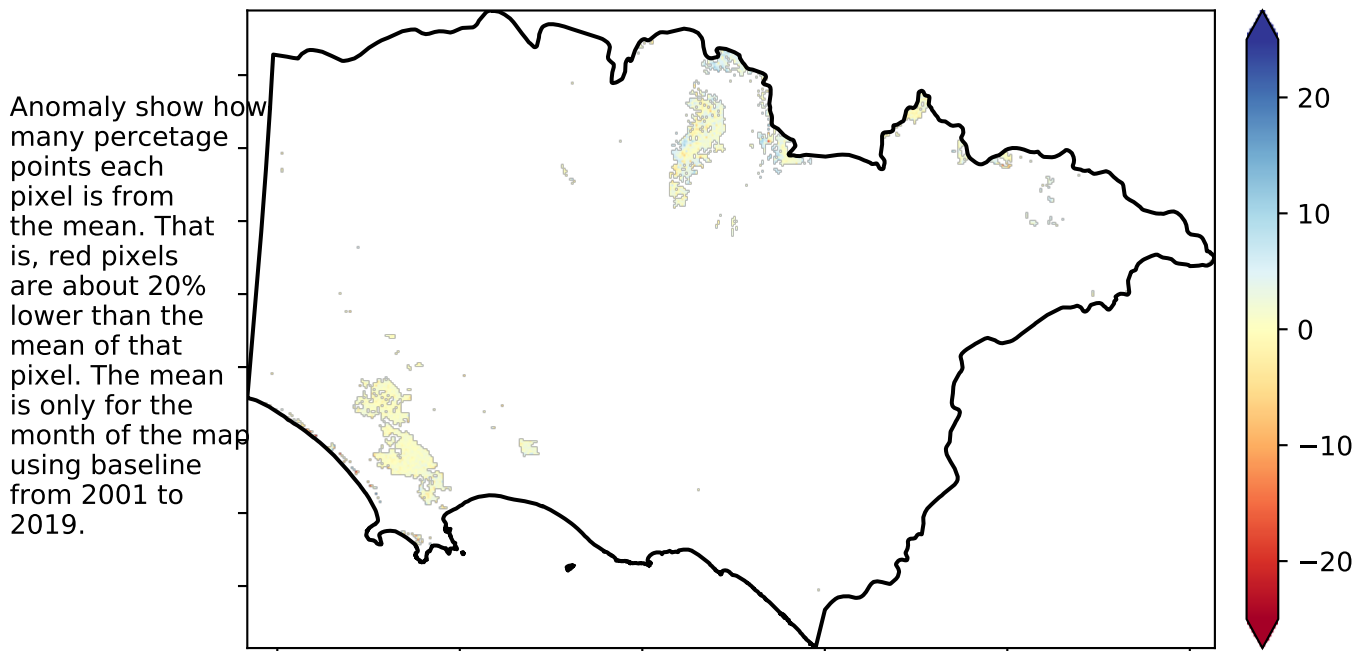 Anomaly show how
many percetage
points each
pixel is from
the mean. That
is, red pixels
are about 20%
lower than the
mean of that
pixel. The mean
is only for the
month of the map
using baseline
from 2001 to
2019.
20
10
0
−10
−20